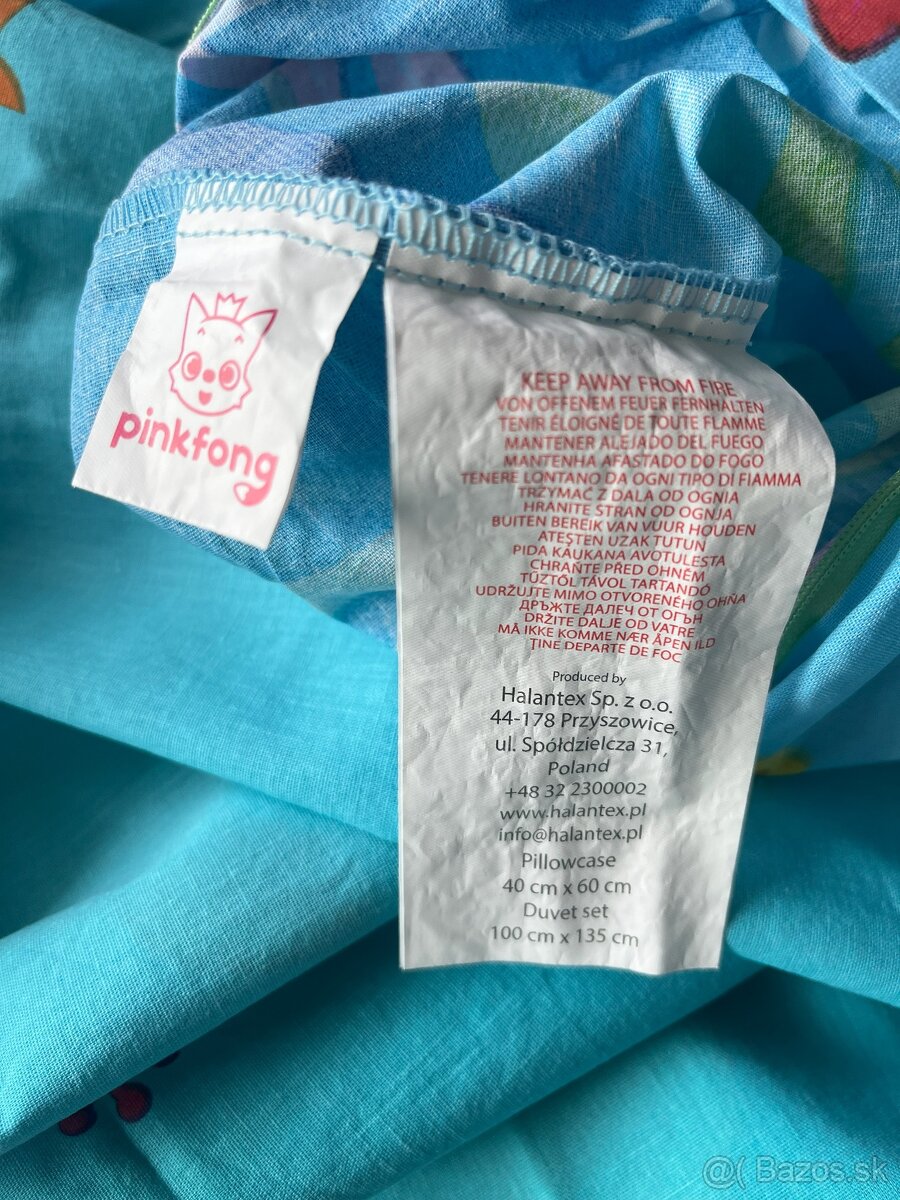 pinkfong
KEEP AWAY FROM FIRE
VON OFFENEM FEUER FERNHALTEN
TENIR ÉLOIGNÉ DE TOUTE FLAMME
MANTENER ALEJADO DEL FUEGO
MANTENHA AFASTADO DO FOGO
TENERE LONTANO DA OGNI TIPO DI FIAMMA
TRZYMAĆ Z DALA OD OGNIA
HRANITE STRAN OD OGNJA
BUITEN BEREIK VAN VUUR HOUDEN
ATEŞTEN UZAK TUTUN
PIDA KAUKANA AVOTULESTA
CHRAŇTE PŘED OHNĚM
TŰZTŐL TÁVOL TARTANDÓ
UDRŽUJTE MIMO OTVORENÉHO OHŇA
ДРЪЖТЕ ДАЛЕЧ ОТ ОГЪН
DRŽITE DALJE OD VATRE
MÅ IKKE KOMME NÆR ÅPEN ILD
ŢINE DEPARTE DE FOC
Produced by
Halantex Sp. z o.o.
44-178 Przyszowice,
ul. Spółdzielcza 31,
Poland
+48 32 2300002
www.halantex.pl
info@halantex.pl
Pillowcase
40 cm x 60 cm
Duvet set
100 cm x 135 cm
@( Bazos.sk